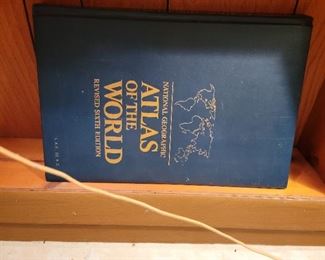 NATIONAL GEOGRAPHIC
ATLAS
OF THE
WORLD
REVISED SIXTH EDITION